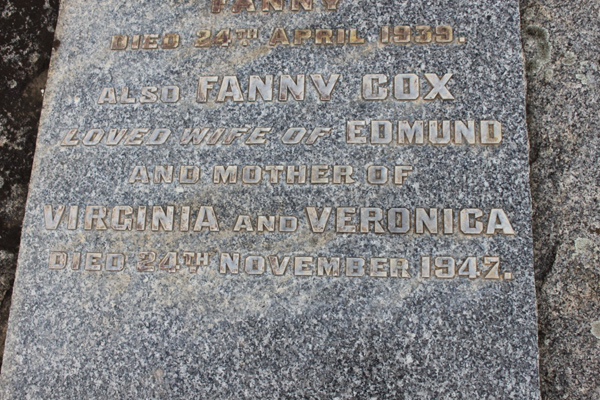 FANNY
DIED 24TH APRIL 1939.
ALSO FANNY COX
LOVED WIFE OF EDMUND
AND MOTHER OF
VIRGINIA AND VERONICA
DIED 24TH NOVEMBER 1947.